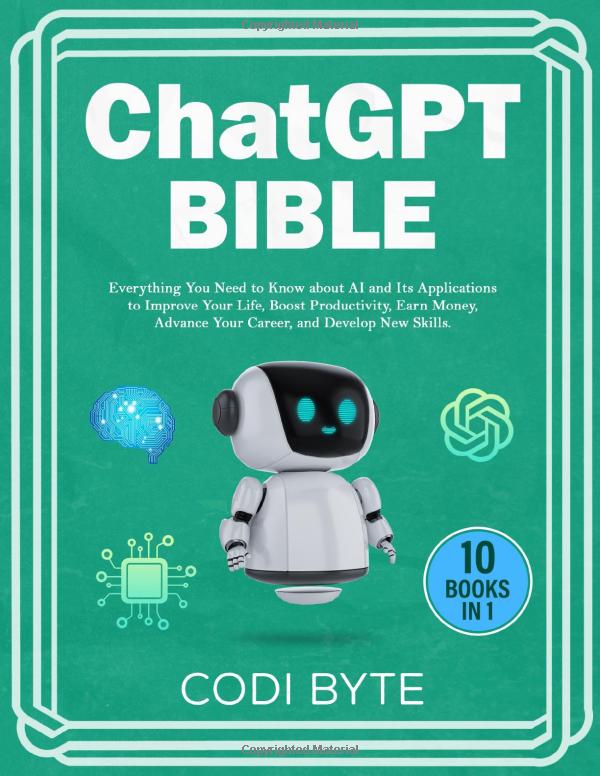 Copyrighted Material
ChatGPT
BIBLE
Everything You Need to Know about AI and Its Applications
to Improve Your Life, Boost Productivity, Earn Money,
Advance Your Career, and Develop New Skills.
10
BOOKS
IN 1
CODI BYTE
Copyrighted Material